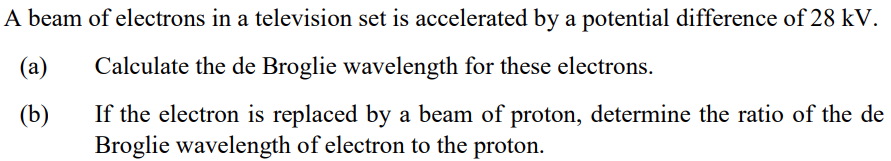 A beam of electrons in a television set is accelerated by a potential difference of 28 kV.
(a) Calculate the de Broglie wavelength for these electrons.
(b) If the electron is replaced by a beam of proton, determine the ratio of the de
Broglie wavelength of electron to the proton.